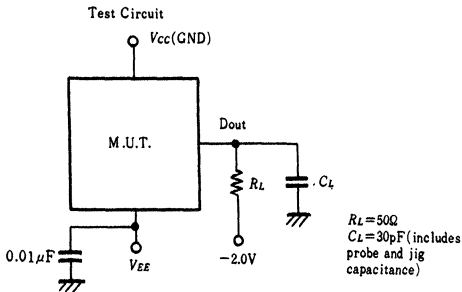 Test Circuit
Vcc(GND)
M.U.T.
Dout
RL
CL
0.01μF
VEE
−2.0V
RL=50Ω
CL=30pF(includes
probe and jig
capacitance)